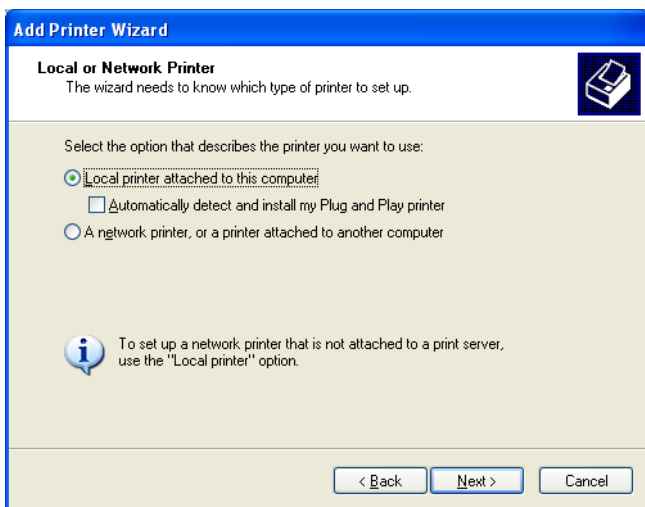 Add Printer Wizard
Local or Network Printer
The wizard needs to know which type of printer to set up.
Select the option that describes the printer you want to use:
Local printer attached to this computer
Automatically detect and install my Plug and Play printer
A network printer, or a printer attached to another computer
To set up a network printer that is not attached to a print server,
use the "Local printer" option.
< Back Next > Cancel